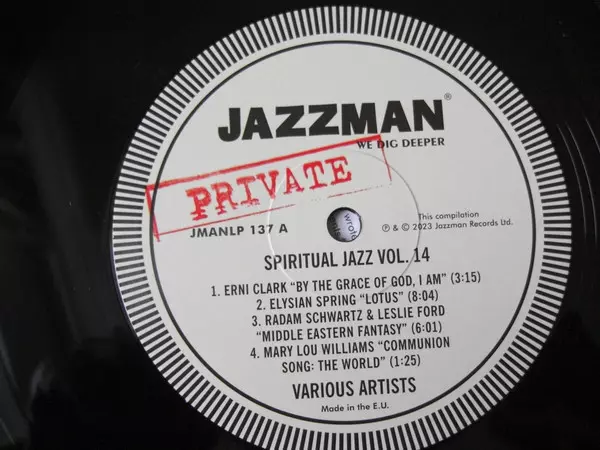 JAZZMAN®
WE DIG DEEPER
PRIVATE
JMANLP 137 A
wrote
This compilation
℗ & © 2023 Jazzman Records Ltd.
SPIRITUAL JAZZ VOL. 14
1. ERNI CLARK “BY THE GRACE OF GOD, I AM” (3:15)
2. ELYSIAN SPRING “LOTUS” (8:04)
3. RADAM SCHWARTZ & LESLIE FORD
“MIDDLE EASTERN FANTASY” (6:01)
4. MARY LOU WILLIAMS “COMMUNION
SONG: THE WORLD” (1:25)
VARIOUS ARTISTS
Made in the E.U.